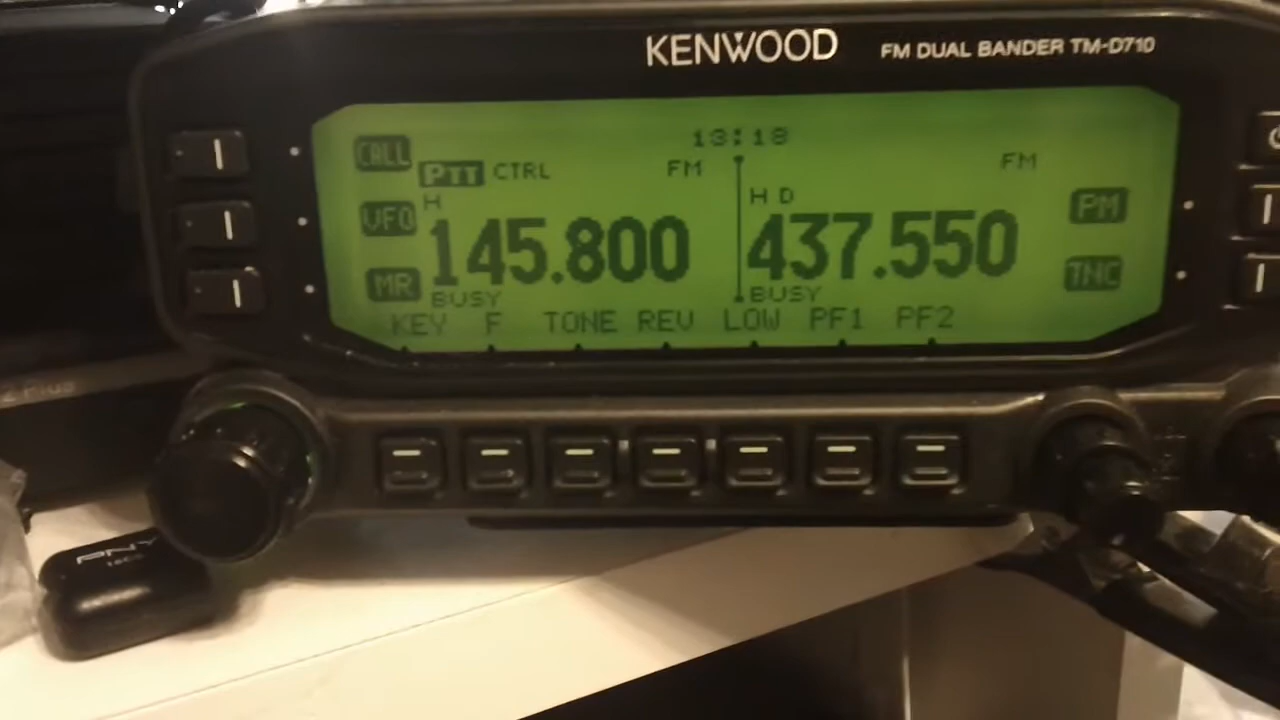 KENWOOD FM DUAL BANDER TM-D710
13:18
CALL PTT CTRL FM FM
H H D
VFO 145.800 437.550 PM
MR BUSY BUSY TNC
KEY F TONE REV LOW PF1 PF2
PNY